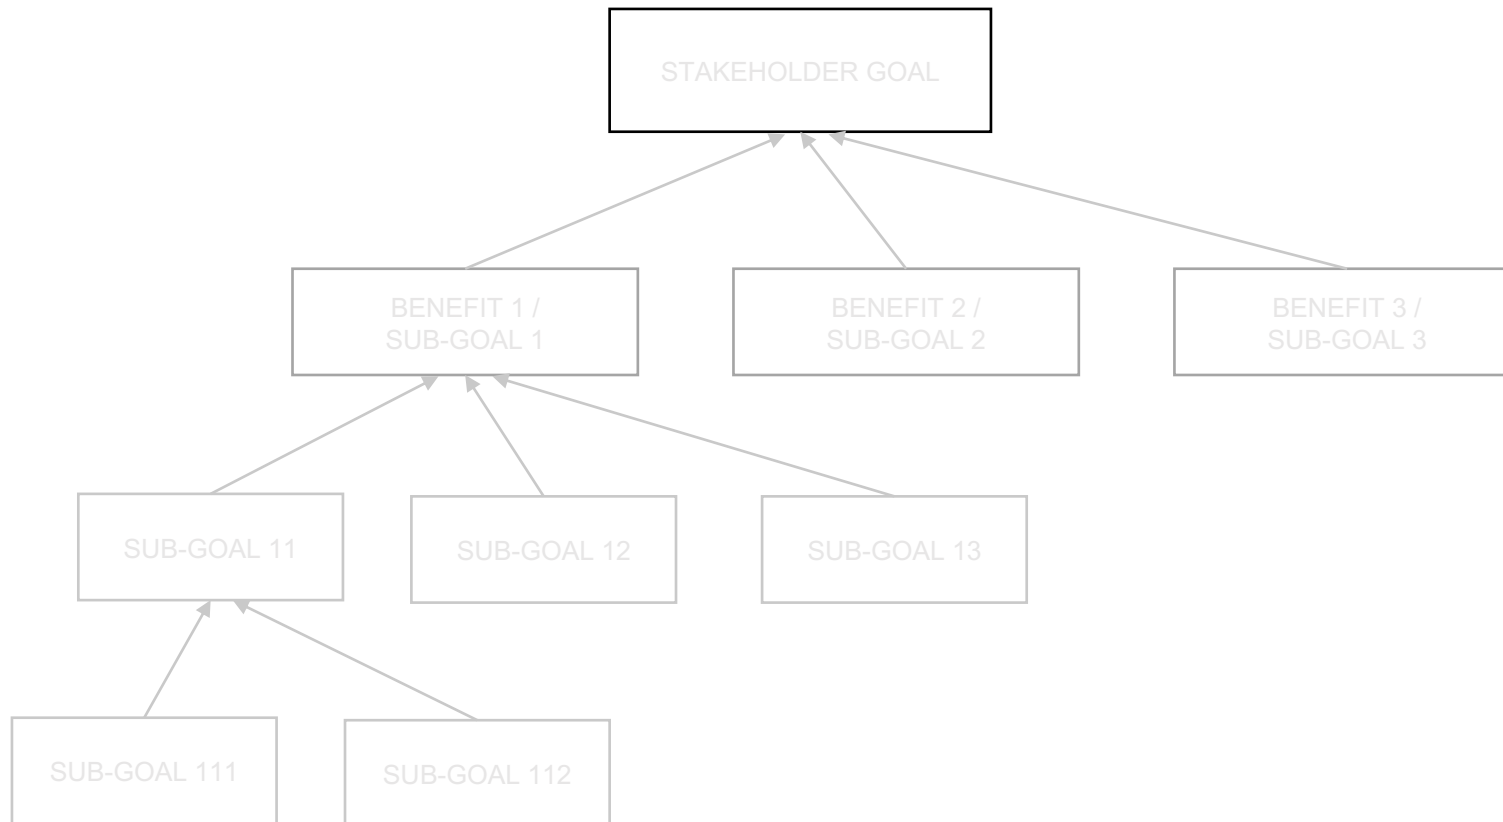 STAKEHOLDER GOAL
BENEFIT 1 /
SUB-GOAL 1
BENEFIT 2 /
SUB-GOAL 2
BENEFIT 3 /
SUB-GOAL 3
SUB-GOAL 11
SUB-GOAL 12
SUB-GOAL 13
SUB-GOAL 111
SUB-GOAL 112